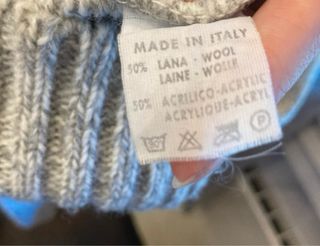 MADE IN ITALY
50% LANA - WOOL
LAINE - WOLLE
50% ACRILICO-ACRYLIC
ACRYLIQUE-ACRYL
P